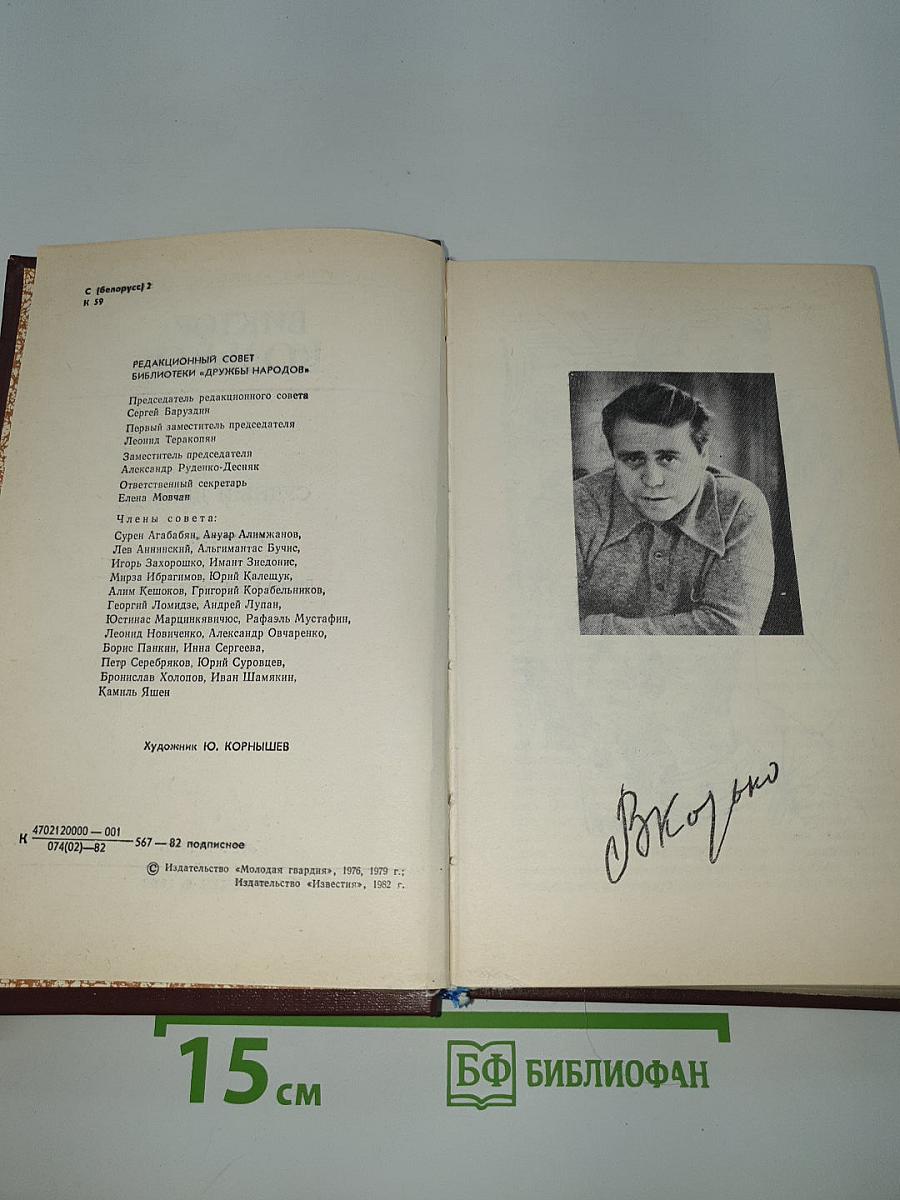 С (белорусс) 2
К 59
РЕДАКЦИОННЫЙ СОВЕТ
БИБЛИОТЕКИ «ДРУЖБЫ НАРОДОВ»
Председатель редакционного совета
Сергей Баруздин
Первый заместитель председателя
Леонид Теракопян
Заместитель председателя
Александр Руденко-Десняк
Ответственный секретарь
Елена Мовчан
Члены совета:
Сурен Агабабян, Ануар Алимжанов,
Лев Аннинский, Альгимантас Бучис,
Игорь Захорошко, Имант Зиедонис,
Мирза Ибрагимов, Юрий Калещук,
Алим Кешоков, Григорий Корабельников,
Георгий Ломидзе, Андрей Лупан,
Юстинас Марцинкявичюс, Рафаэль Мустафин,
Леонид Новиченко, Александр Овчаренко,
Борис Панкин, Инна Сергеева,
Петр Серебряков, Юрий Суровцев,
Бронислав Холопов, Иван Шамякин,
Камиль Яшен
Художник Ю. КОРНЫШЕВ
К 4702120000—001
074(02)—82 —567—82 подписное
© Издательство «Молодая гвардия», 1976, 1979 г.;
Издательство «Известия», 1982 г.
ВКозько
15 см
БФ БИБЛИОФАН